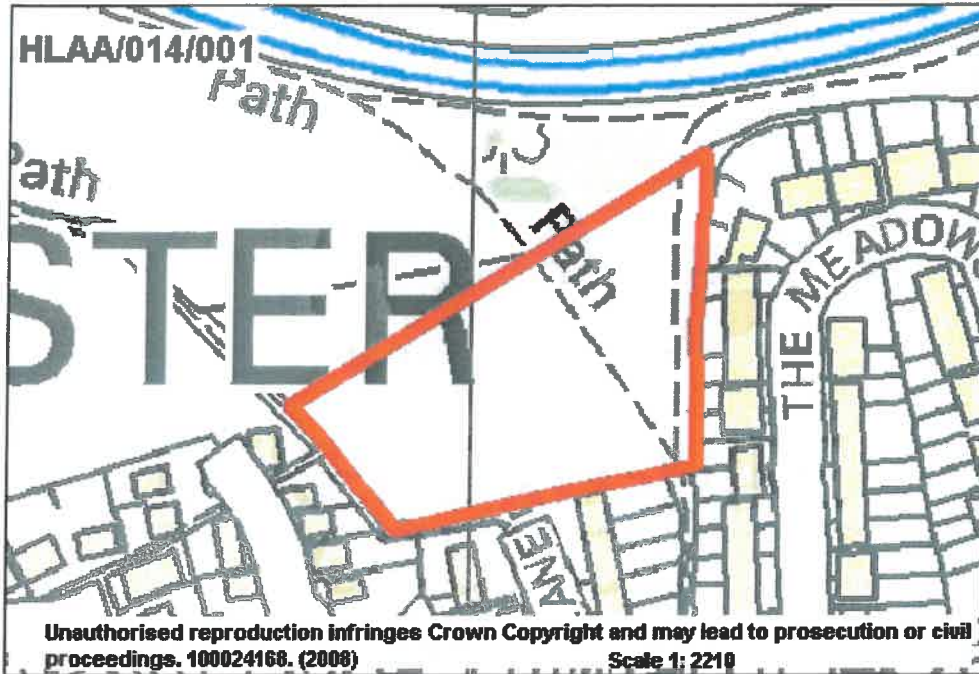 HLAA/014/001
Path
Path
Path
STER
THE MEADOW
ANE
Unauthorised reproduction infringes Crown Copyright and may lead to prosecution or civil
proceedings. 100024168. (2008)
Scale 1: 2210